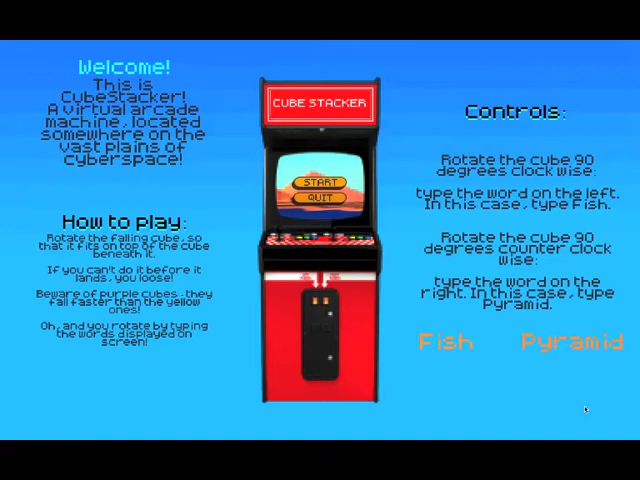 Welcome!
This is
CubeStacker!
A virtual arcade
machine, located
somewhere on the
vast plains of
cyberspace!
How to play:
Rotate the falling cube, so
that it fits on top of the cube
beneath it.
If you can't do it before it
lands, you loose!
Beware of purple cubes - they
fall faster than the yellow
ones!
Oh, and you rotate by typing
the words displayed on
screen!
CUBE STACKER
START
QUIT
Controls:
Rotate the cube 90
degrees clock wise:
type the word on the left.
In this case, type Fish.
Rotate the cube 90
degrees counter clock
wise:
type the word on the
right. In this case, type
Pyramid.
Fish Pyramid